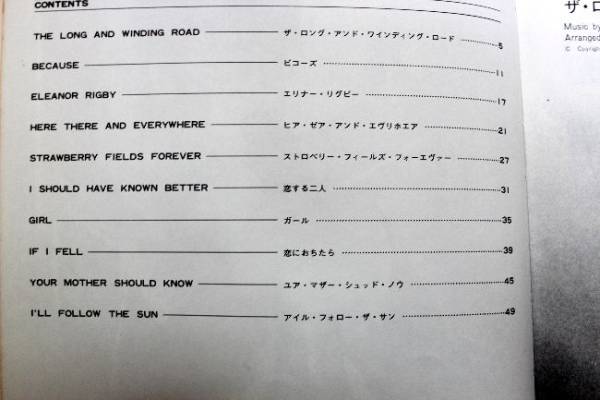 CONTENTS
THE LONG AND WINDING ROAD ザ・ロング・アンド・ワインディング・ロード 5
BECAUSE ビコーズ 11
ELEANOR RIGBY エリナー・リグビー 17
HERE THERE AND EVERYWHERE ヒア・ゼア・アンド・エヴリホエア 21
STRAWBERRY FIELDS FOREVER ストロベリー・フィールズ・フォーエヴァー 27
I SHOULD HAVE KNOWN BETTER 恋する二人 31
GIRL ガール 35
IF I FELL 恋におちたら 39
YOUR MOTHER SHOULD KNOW ユア・マザー・シュッド・ノウ 45
I'LL FOLLOW THE SUN アイル・フォロー・ザ・サン 49
ザ・ロ
Music by
Arranged
©